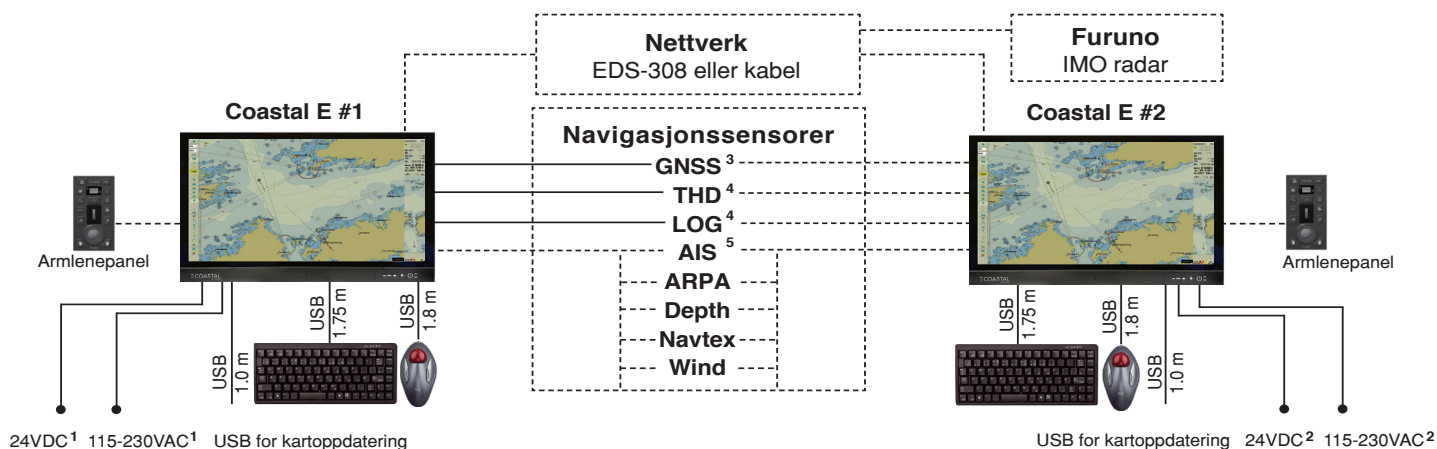 Nettverk
EDS-308 eller kabel
Furuno
IMO radar
Coastal E #1
Coastal E #2
Navigasjonssensorer
GNSS 3
THD 4
LOG 4
AIS 5
ARPA
Depth
Navtex
Wind
Armlenepanel
Armlenepanel
COASTAL
COASTAL
USB
1.0 m
USB
1.75 m
USB
1.8 m
USB
1.75 m
USB
1.8 m
USB
1.0 m
24VDC 1
115-230VAC 1
USB for kartoppdatering
USB for kartoppdatering
24VDC 2
115-230VAC 2